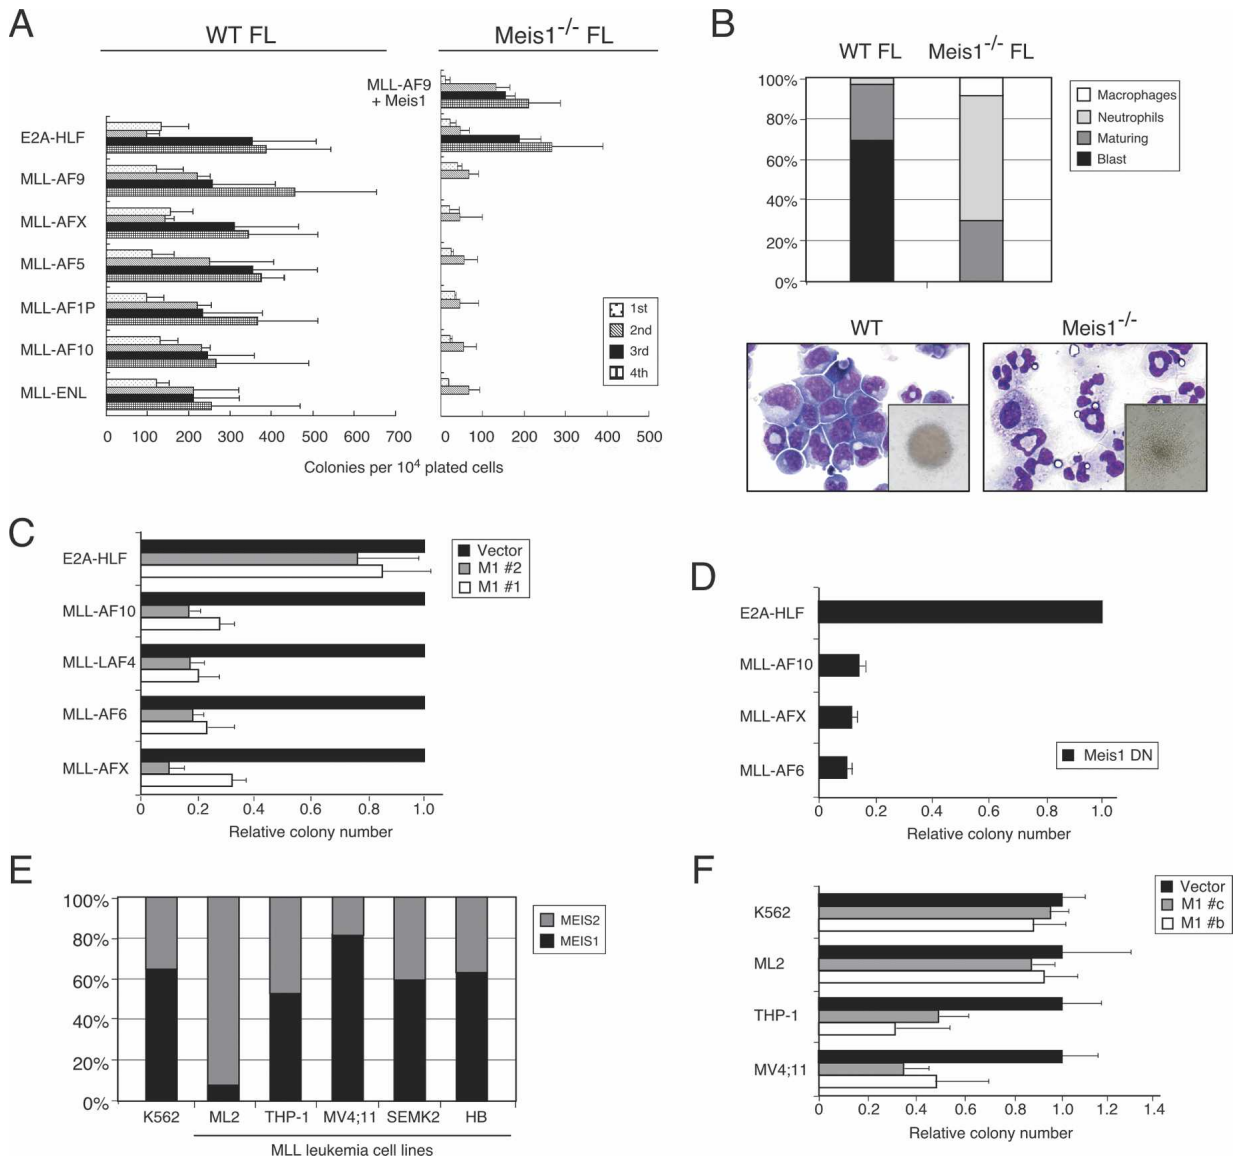 A
WT FL
Meis1-/- FL
MLL-AF9
+ Meis1
E2A-HLF
MLL-AF9
MLL-AFX
MLL-AF5
MLL-AF1P
MLL-AF10
MLL-ENL
1st
2nd
3rd
4th
0 100 200 300 400 500 600 700
0 100 200 300 400 500
Colonies per 10⁴ plated cells
B
WT FL
Meis1-/- FL
100%
80%
60%
40%
20%
0%
Macrophages
Neutrophils
Maturing
Blast
WT
Meis1-/-
C
E2A-HLF
MLL-AF10
MLL-LAF4
MLL-AF6
MLL-AFX
Vector
M1 #2
M1 #1
0 0.2 0.4 0.6 0.8 1.0
Relative colony number
D
E2A-HLF
MLL-AF10
MLL-AFX
MLL-AF6
Meis1 DN
0 0.2 0.4 0.6 0.8 1.0
Relative colony number
E
100%
80%
60%
40%
20%
0%
MEIS2
MEIS1
K562 ML2 THP-1 MV4;11 SEMK2 HB
MLL leukemia cell lines
F
K562
ML2
THP-1
MV4;11
Vector
M1 #c
M1 #b
0 0.2 0.4 0.6 0.8 1.0 1.2 1.4
Relative colony number